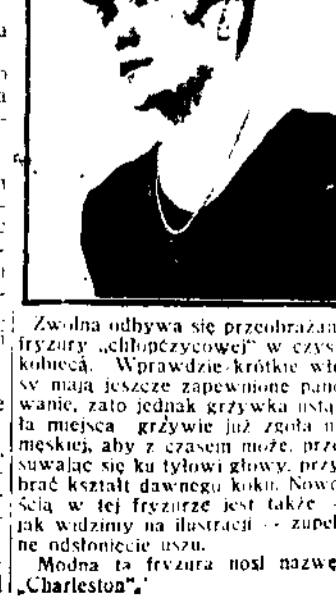 Zwolna odbywa się przeobrażan
fryzury „chłopczycowej" w czys
kobiecą. Wprawdzie krótkie wło
sy mają jeszcze zapewnione pano
wanie, zato jednak grzywka ustą
ła miejsca grzywie już zgoła n
męskiej, aby z czasem może, prze
suwając się ku tyłowi głowy, przy
brać kształt dawnego koku. Nowo
ścią w tej fryzurze jest także -
jak widzimy na ilustracji -- zupeł
ne odsłonięcie uszu.
Modna ta fryzura nosi nazwę
„Charleston".